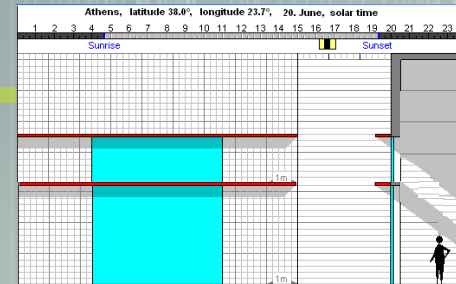 Athens, latitude 38.0°, longitude 23.7°, 20. June, solar time
1 2 3 4 5 6 7 8 9 10 11 12 13 14 15 16 17 18 19 20 21 22 23
Sunrise Sunset
1m
1m